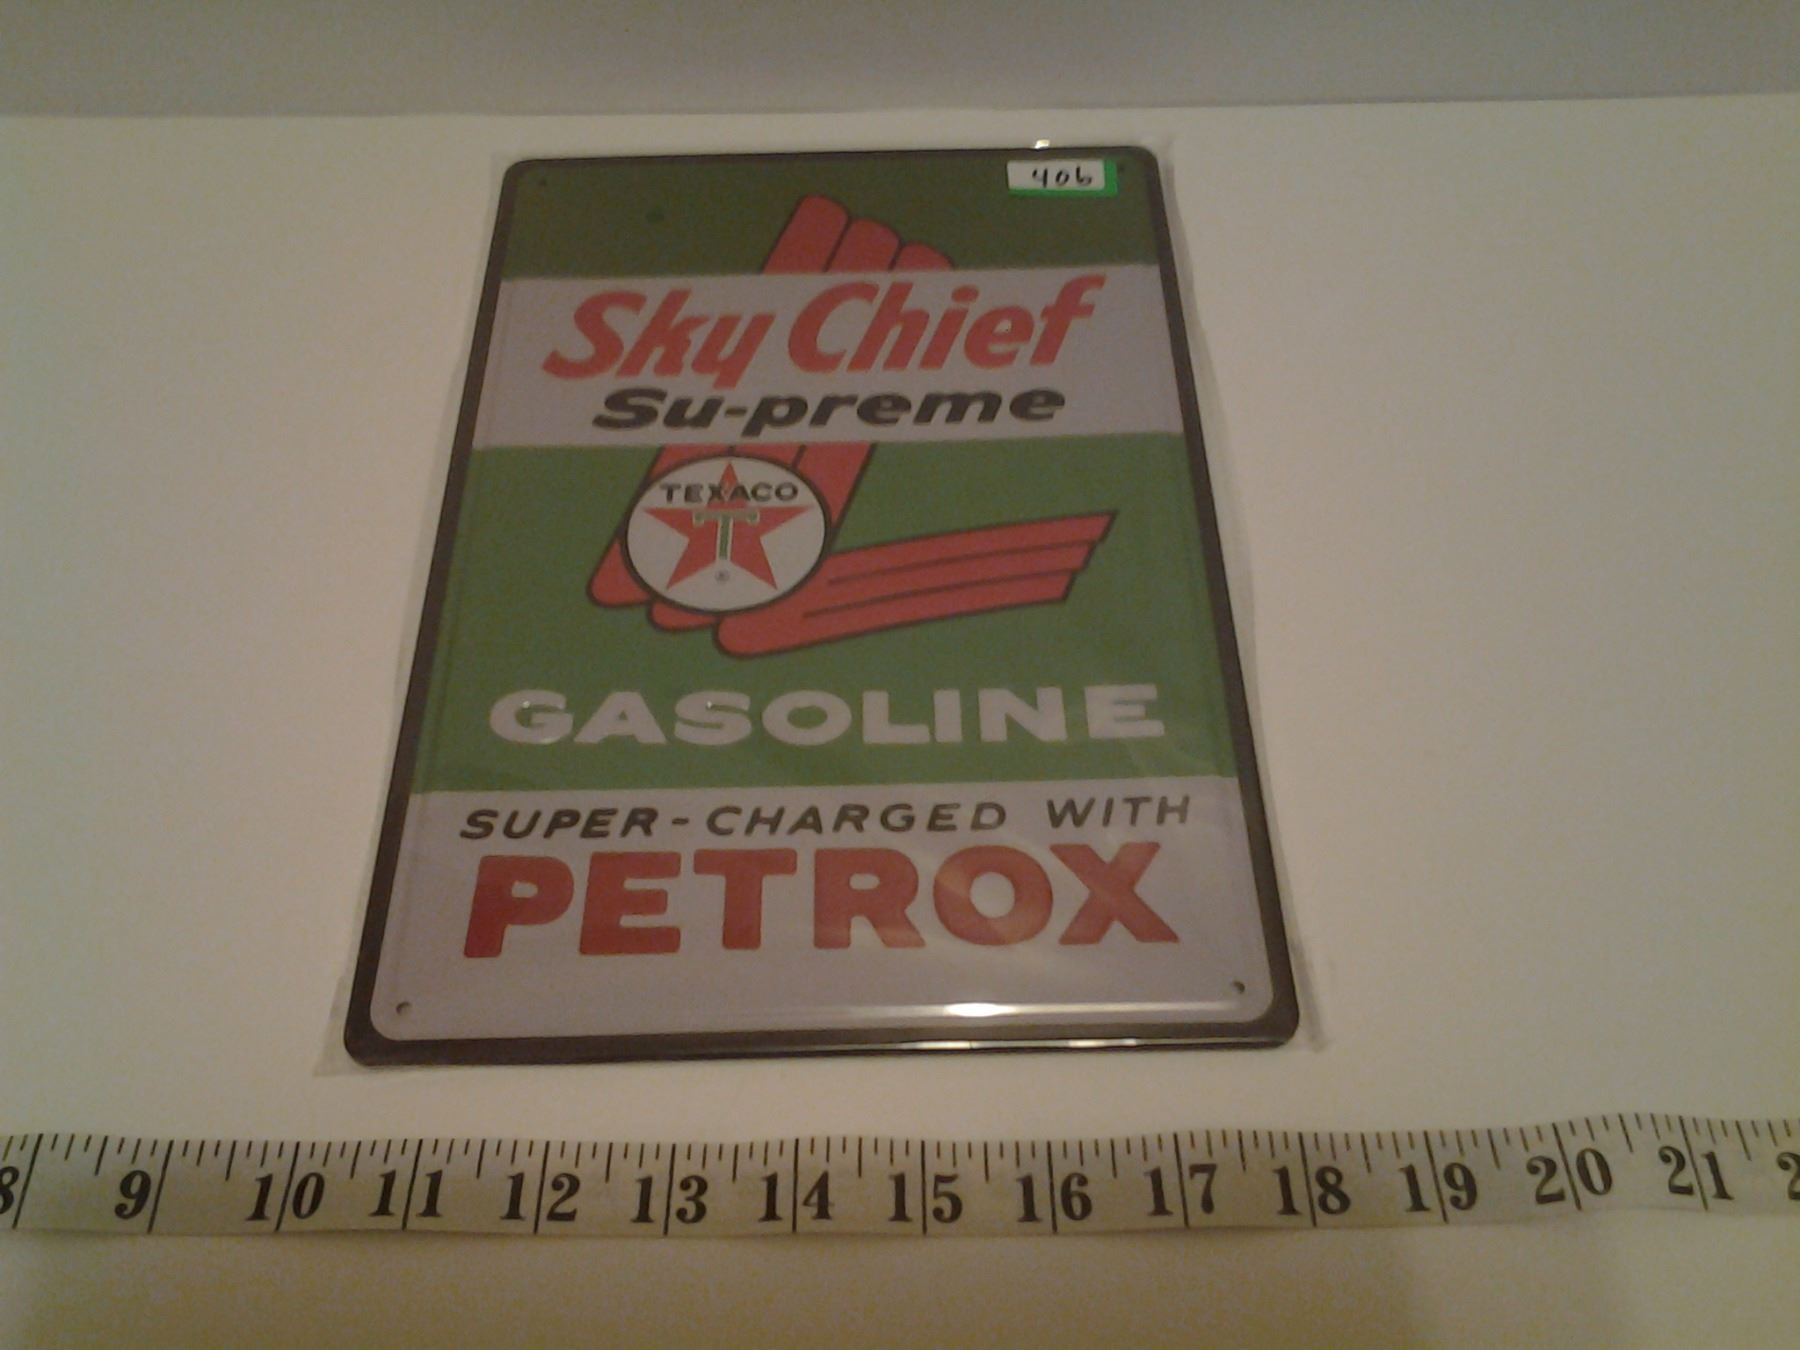 406
Sky Chief
Su-preme
TEXACO
T
®
GASOLINE
SUPER-CHARGED WITH
PETROX
8 9 10 11 12 13 14 15 16 17 18 19 20 21 2